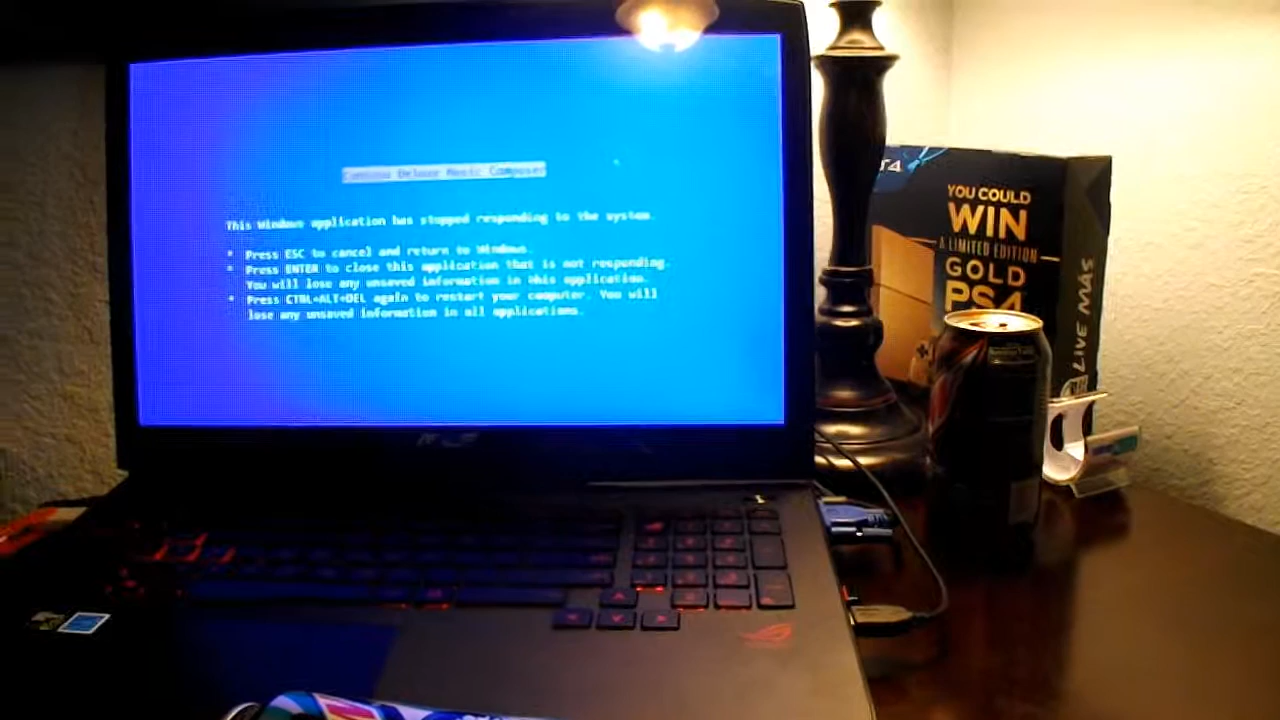 Deluxe Music Composer
This Windows application has stopped responding to the system.
* Press ESC to cancel and return to Windows.
* Press ENTER to close this application that is not responding.
You will lose any unsaved information in this application.
* Press CTRL+ALT+DEL again to restart your computer. You will
lose any unsaved information in all applications.
YOU COULD
WIN
A LIMITED EDITION
GOLD
PS4
LIVE MÁS